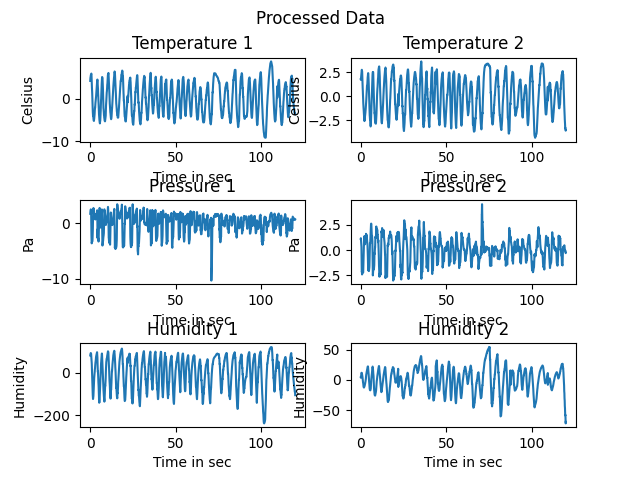 Processed Data
Temperature 1
Temperature 2
Celsius
0
−10
0
50
100
Time in sec
Celsius
2.5
0.0
−2.5
0
50
100
Time in sec
Pressure 1
Pressure 2
Pa
0
−10
0
50
100
Time in sec
Pa
2.5
0.0
−2.5
0
50
100
Time in sec
Humidity 1
Humidity 2
Humidity
0
−200
0
50
100
Time in sec
Humidity
50
0
−50
0
50
100
Time in sec